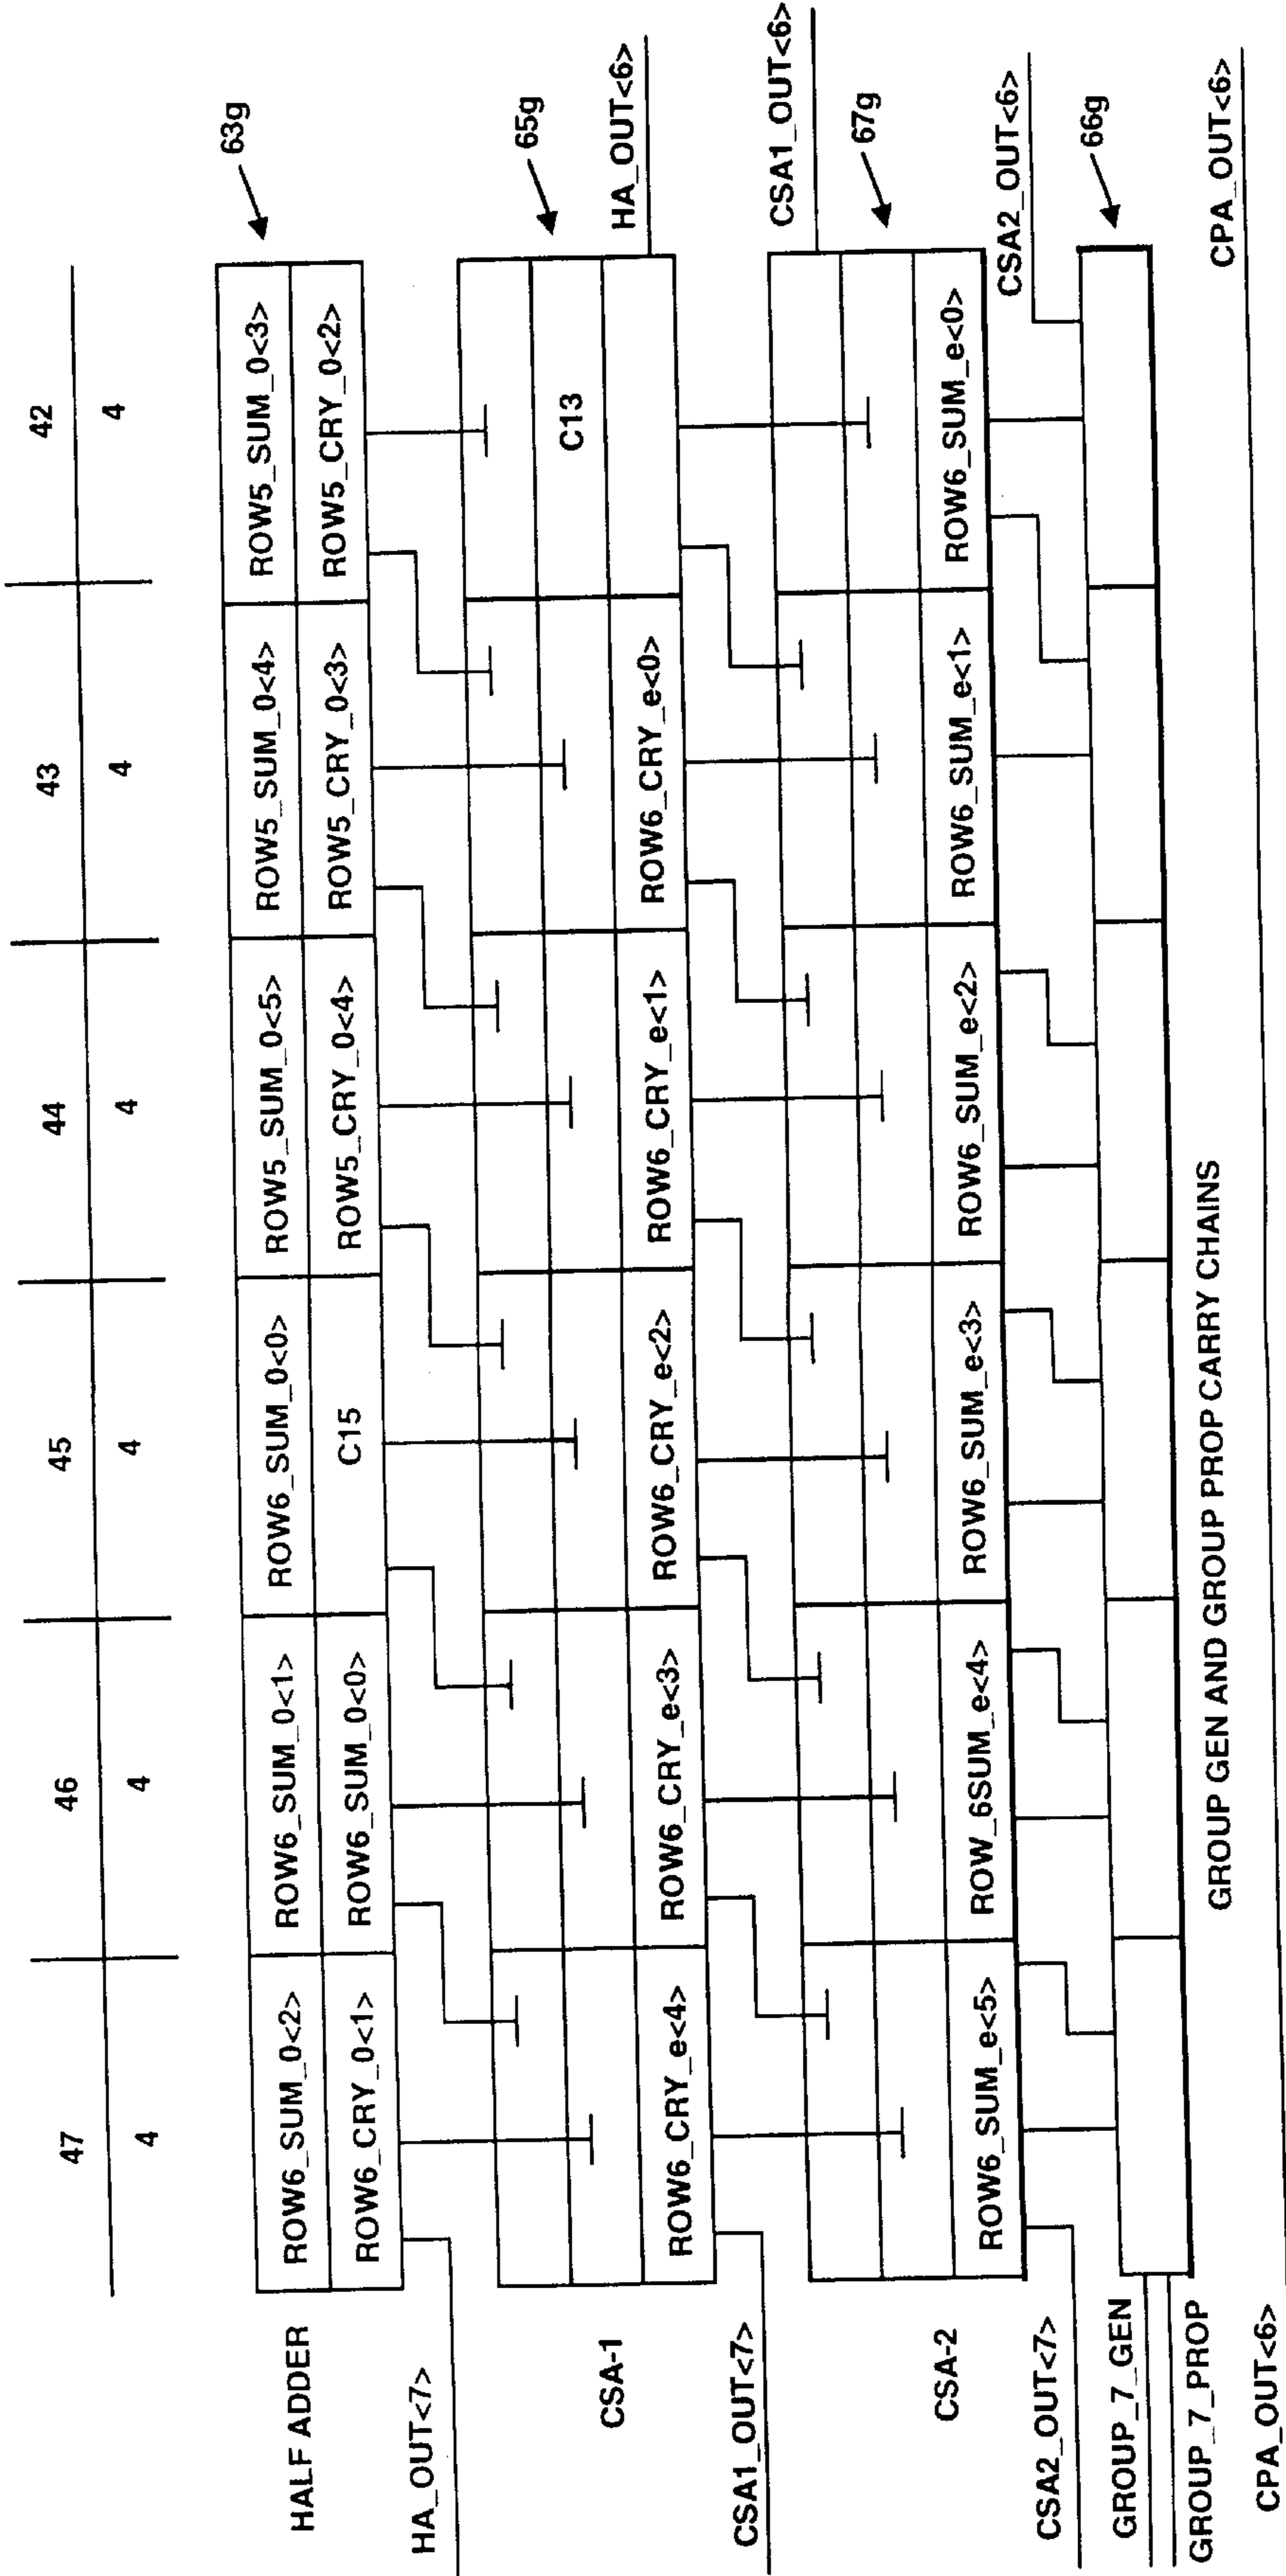 47 46 45 44 43 42
4 4 4 4 4 4
63g
HALF ADDER
ROW6_SUM_0<2> ROW6_SUM_0<1> ROW6_SUM_0<0> ROW5_SUM_0<5> ROW5_SUM_0<4> ROW5_SUM_0<3>
ROW6_CRY_0<1> ROW6_SUM_0<0> C15 ROW5_CRY_0<4> ROW5_CRY_0<3> ROW5_CRY_0<2>
HA_OUT<7>
65g
CSA-1
C13
ROW6_CRY_e<4> ROW6_CRY_e<3> ROW6_CRY_e<2> ROW6_CRY_e<1> ROW6_CRY_e<0>
HA_OUT<6>
CSA1_OUT<7>
CSA1_OUT<6>
67g
CSA-2
ROW6_SUM_e<5> ROW_6SUM_e<4> ROW6_SUM_e<3> ROW6_SUM_e<2> ROW6_SUM_e<1> ROW6_SUM_e<0>
CSA2_OUT<7>
CSA2_OUT<6>
66g
GROUP_7_GEN
GROUP_7_PROP
GROUP GEN AND GROUP PROP CARRY CHAINS
CPA_OUT<6>
CPA_OUT<6>